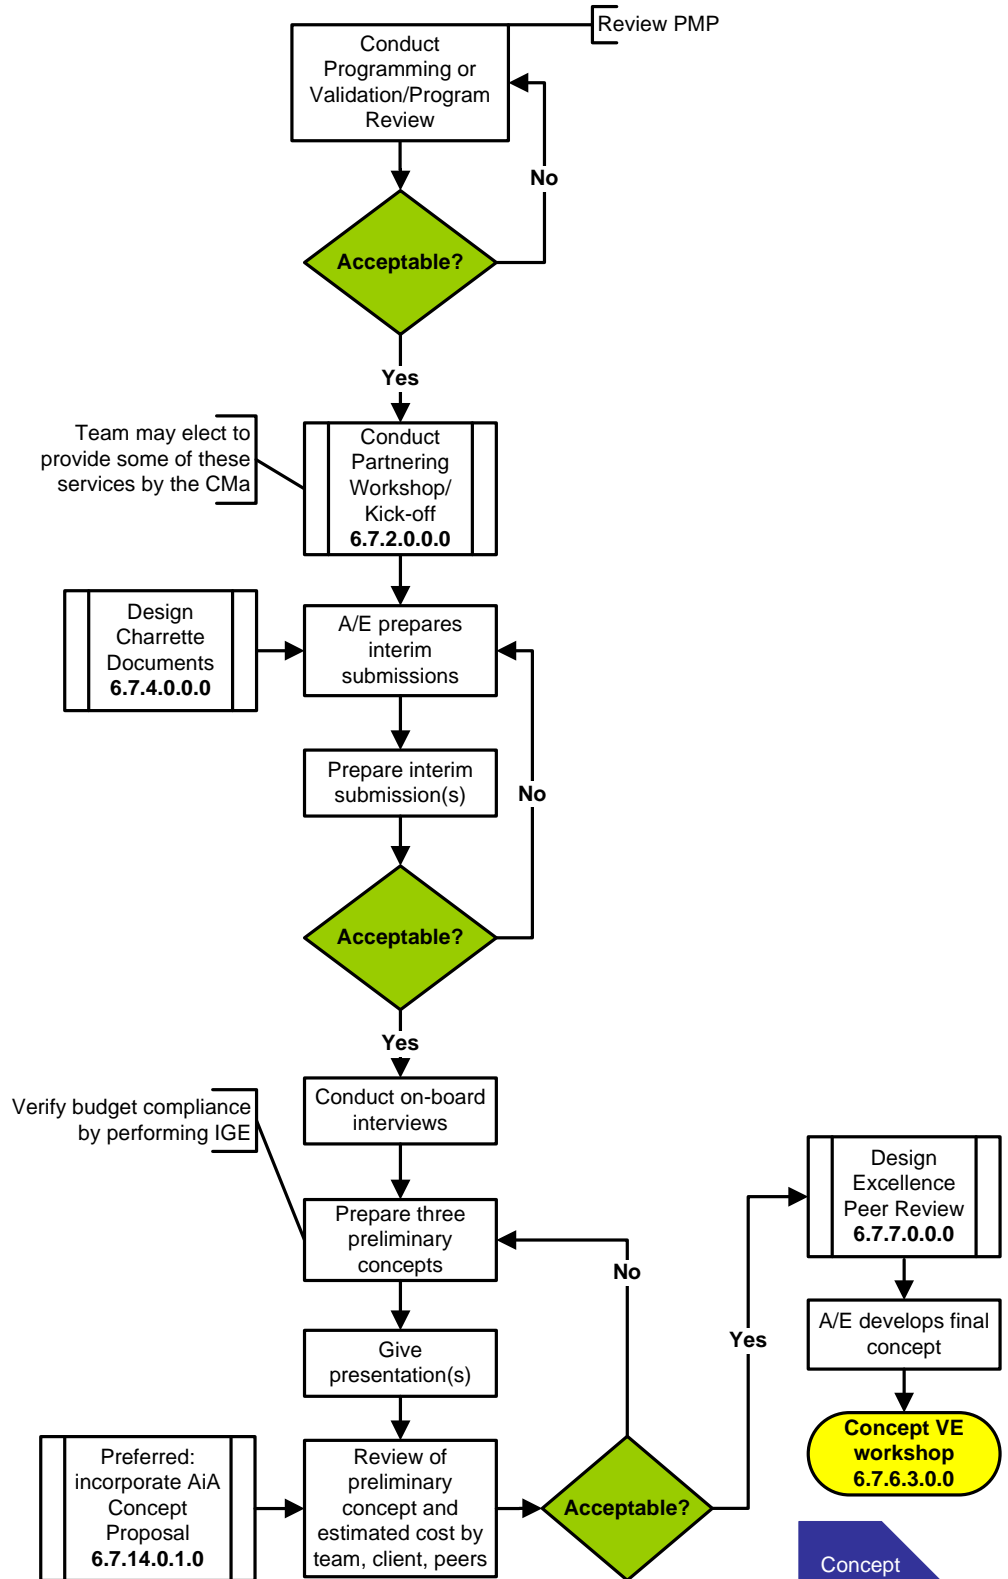 Review PMP
Conduct
Programming or
Validation/Program
Review
No
Acceptable?
Yes
Team may elect to
provide some of these
services by the CMa
Conduct
Partnering
Workshop/
Kick-off
6.7.2.0.0.0
Design
Charrette
Documents
6.7.4.0.0.0
A/E prepares
interim
submissions
Prepare interim
submission(s)
No
Acceptable?
Yes
Conduct on-board
interviews
Verify budget compliance
by performing IGE
Prepare three
preliminary
concepts
No
Give
presentation(s)
Preferred:
incorporate AiA
Concept
Proposal
6.7.14.0.1.0
Review of
preliminary
concept and
estimated cost by
team, client, peers
Acceptable?
Yes
Design
Excellence
Peer Review
6.7.7.0.0.0
A/E develops final
concept
Concept VE
workshop
6.7.6.3.0.0
Concept